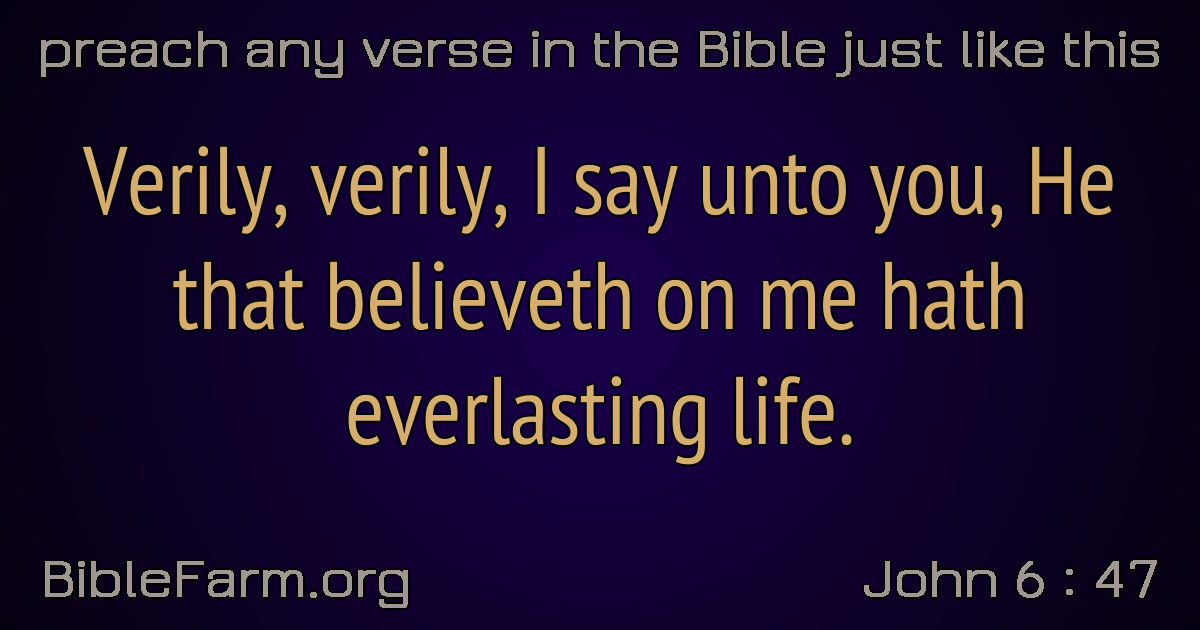 preach any verse in the Bible just like this
Verily, verily, I say unto you, He
that believeth on me hath
everlasting life.
BibleFarm.org
John 6 : 47